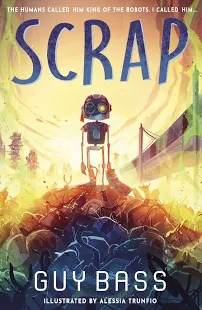 THE HUMANS CALLED HIM KING OF THE ROBOTS. I CALLED HIM...
SCRAP
GUY BASS
ILLUSTRATED BY ALESSIA TRUNFIO